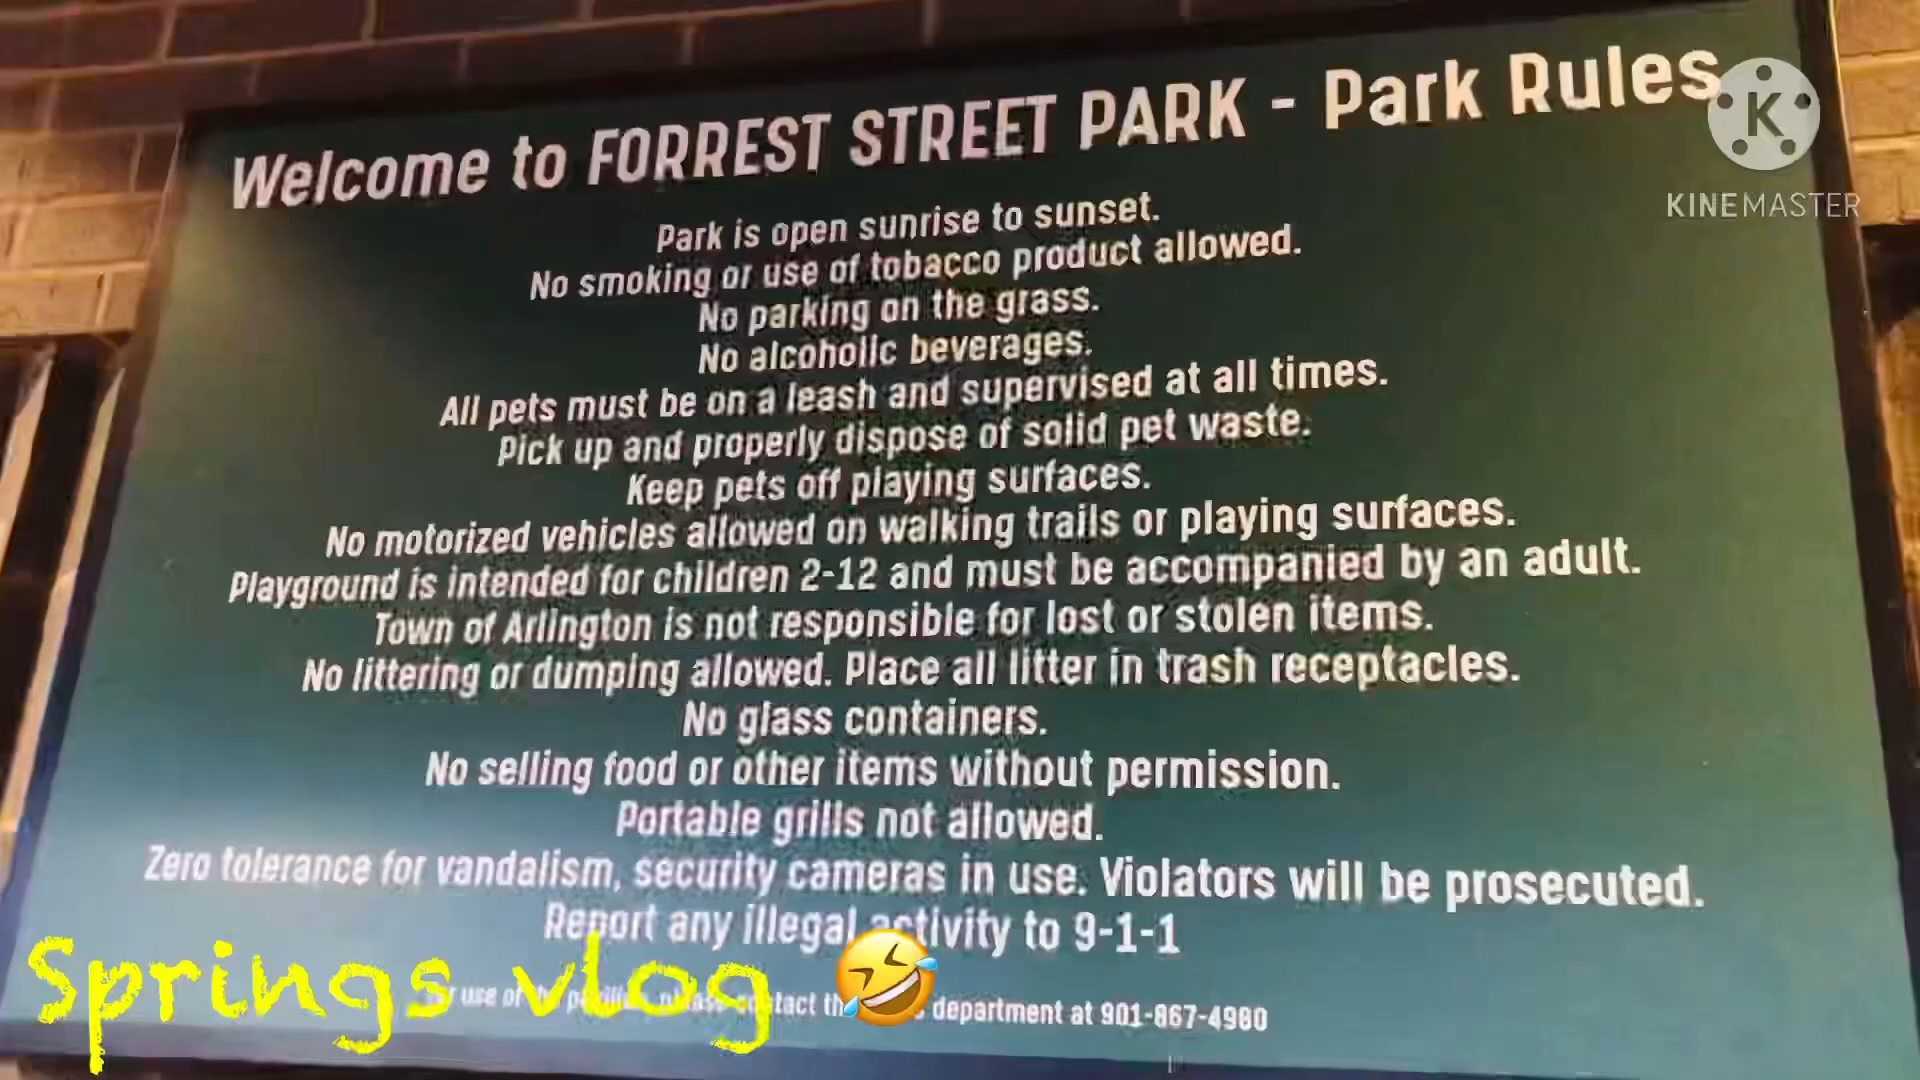 Welcome to FORREST STREET PARK - Park Rules
K
KINEMASTER
Park is open sunrise to sunset.
No smoking or use of tobacco product allowed.
No parking on the grass.
No alcoholic beverages.
All pets must be on a leash and supervised at all times.
Pick up and properly dispose of solid pet waste.
Keep pets off playing surfaces.
No motorized vehicles allowed on walking trails or playing surfaces.
Playground is intended for children 2-12 and must be accompanied by an adult.
Town of Arlington is not responsible for lost or stolen items.
No littering or dumping allowed. Place all litter in trash receptacles.
No glass containers.
No selling food or other items without permission.
Portable grills not allowed.
Zero tolerance for vandalism, security cameras in use. Violators will be prosecuted.
Report any illegal activity to 9-1-1
Springs vlog 🤣
use of pavilion, please contact department at 901-867-4980